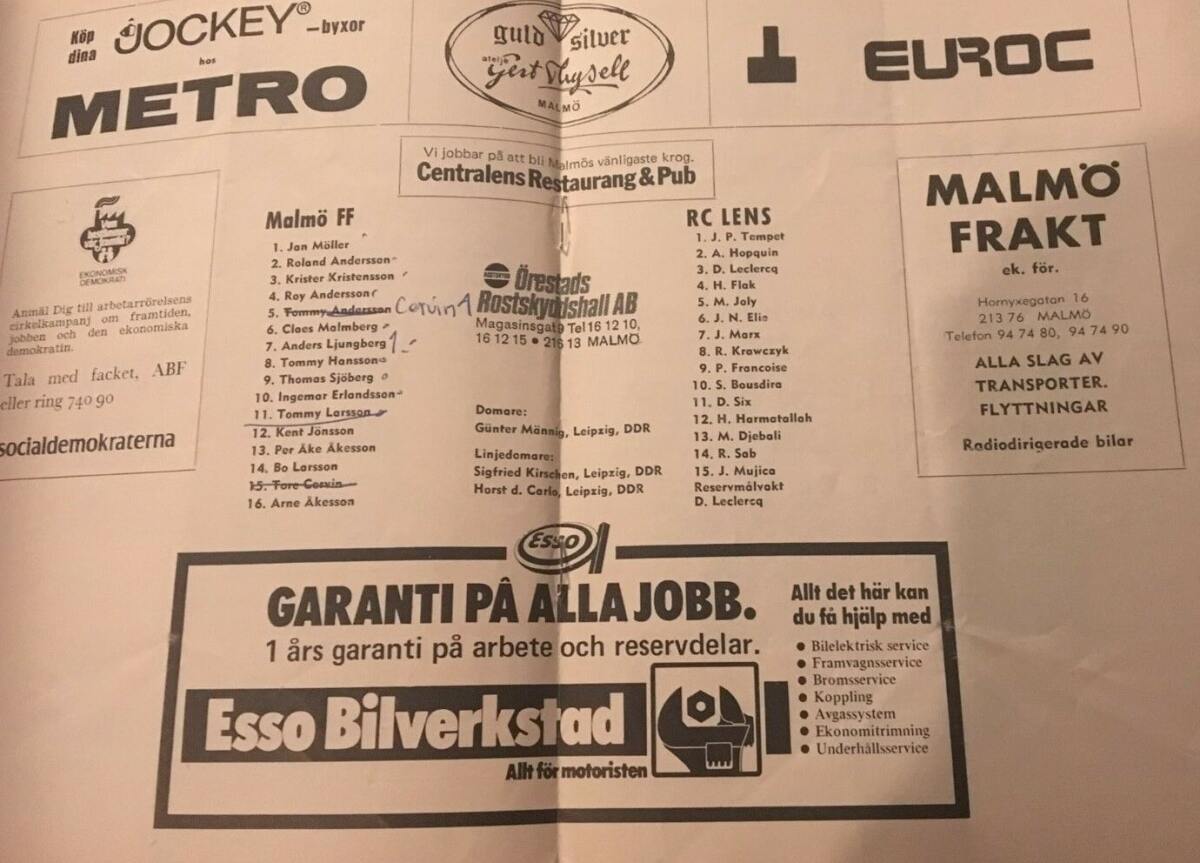 Köp dina
JOCKEY® –byxor
hos
METRO
guld silver
ateljé
Gert Thysell
MALMÖ
EUROC
Vi jobbar på att bli Malmös vänligaste krog.
Centralens Restaurang & Pub
EKONOMISK
DEMOKRATI
Anmäl Dig till arbetarrörelsens
cirkelkampanj om framtiden,
jobben och den ekonomiska
demokratin.
Tala med facket, ABF
eller ring 740 90
socialdemokraterna
Malmö FF
1. Jan Möller
2. Roland Andersson
3. Krister Kristensson
4. Roy Andersson
5. Tommy Andersson Corvin 1
6. Claes Malmberg
7. Anders Ljungberg 1
8. Tommy Hansson
9. Thomas Sjöberg
10. Ingemar Erlandsson
11. Tommy Larsson
12. Kent Jönsson
13. Per Åke Åkesson
14. Bo Larsson
15. Tore Corvin
16. Arne Åkesson
Örestads
Rostskyddshall AB
Magasinsgatø Tel 16 12 10,
16 12 15 • 216 13 MALMÖ
Domare:
Günter Männig, Leipzig, DDR
Linjedomare:
Sigfried Kirschen, Leipzig, DDR
Horst d. Carlo, Leipzig, DDR
RC LENS
1. J. P. Tempet
2. A. Hopquin
3. D. Leclercq
4. H. Flak
5. M. Joly
6. J. N. Elie
7. J. Marx
8. R. Krawczyk
9. P. Francoise
10. S. Bousdira
11. D. Six
12. H. Harmatallah
13. M. Djebali
14. R. Sab
15. J. Mujica
Reservmålvakt
D. Leclercq
MALMÖ
FRAKT
ek. för.
Hornyxegatan 16
213 76 MALMÖ
Telefon 94 74 80, 94 74 90
ALLA SLAG AV
TRANSPORTER.
FLYTTNINGAR
Radiodirigerade bilar
Esso
GARANTI PÅ ALLA JOBB.
1 års garanti på arbete och reservdelar.
Esso Bilverkstad
Allt för motoristen
Allt det här kan
du få hjälp med
• Bilelektrisk service
• Framvagnsservice
• Bromsservice
• Koppling
• Avgassystem
• Ekonomitrimning
• Underhållsservice